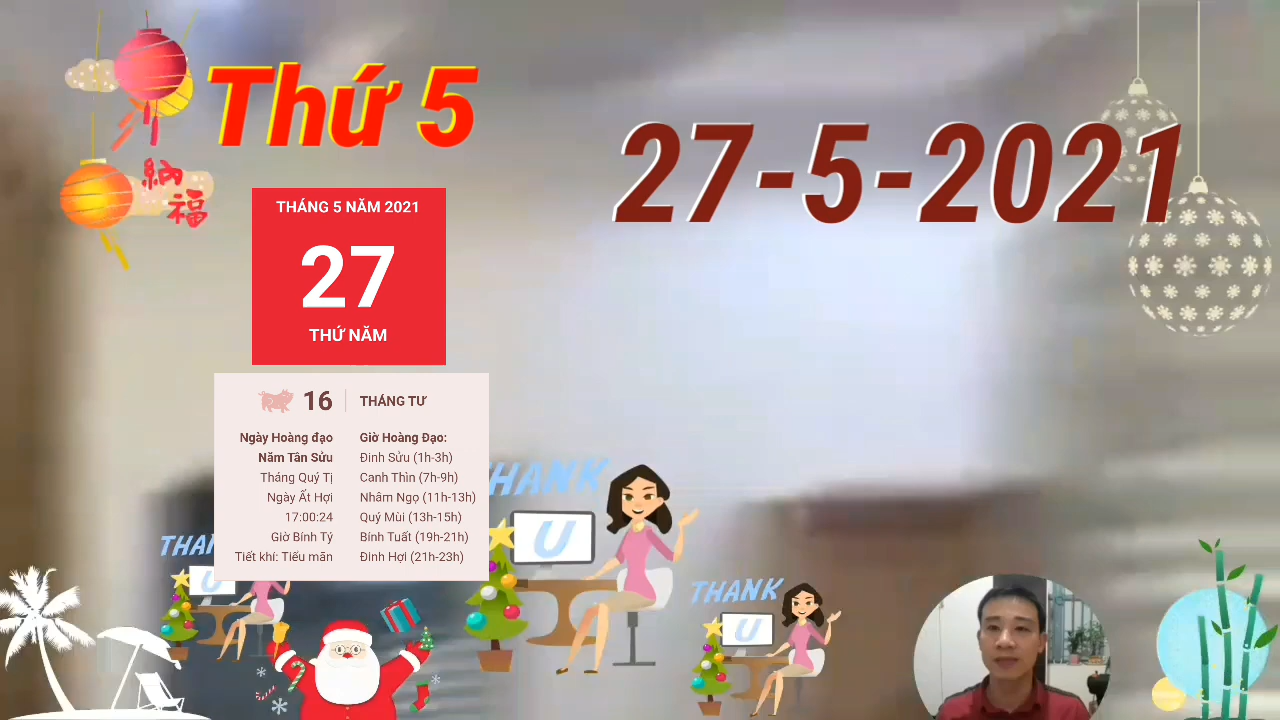 Thứ 5
27-5-2021
納
福
THÁNG 5 NĂM 2021
27
THỨ NĂM
16
THÁNG TƯ
Ngày Hoàng đạo
Năm Tân Sửu
Tháng Quý Tị
Ngày Ất Hợi
17:00:24
Giờ Bính Tý
Tiết khí: Tiểu mãn
Giờ Hoàng Đạo:
Đinh Sửu (1h-3h)
Canh Thìn (7h-9h)
Nhâm Ngọ (11h-13h)
Quý Mùi (13h-15h)
Bính Tuất (19h-21h)
Đinh Hợi (21h-23h)
THANK
U
THAN
U
THANK
U